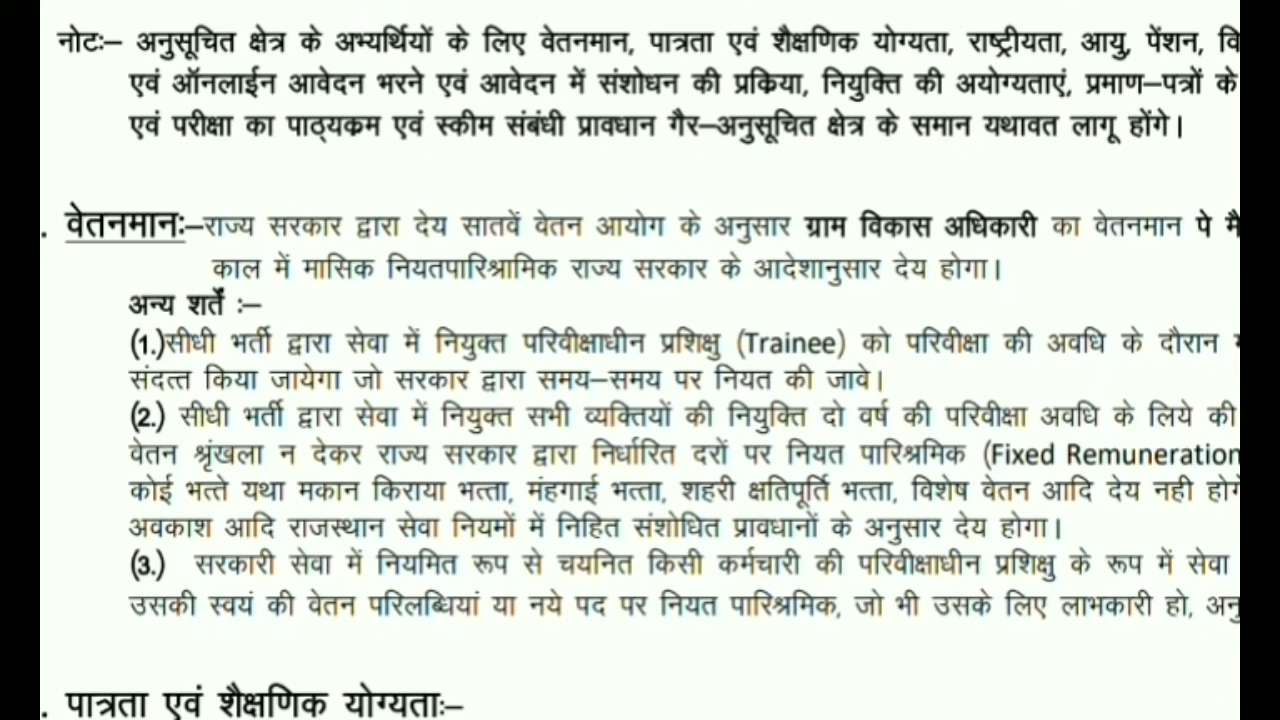 नोटः– अनुसूचित क्षेत्र के अभ्यर्थियों के लिए वेतनमान, पात्रता एवं शैक्षणिक योग्यता, राष्ट्रीयता, आयु, पेंशन,
एवं ऑनलाईन आवेदन भरने एवं आवेदन में संशोधन की प्रकिया, नियुक्ति की अयोग्यताएं, प्रमाण–पत्रों के
एवं परीक्षा का पाठ्यकम एवं स्कीम संबंधी प्रावधान गैर–अनुसूचित क्षेत्र के समान यथावत लागू होंगे।
. वेतनमानः–राज्य सरकार द्वारा देय सातवें वेतन आयोग के अनुसार ग्राम विकास अधिकारी का वेतनमान पे
काल में मासिक नियतपारिश्रामिक राज्य सरकार के आदेशानुसार देय होगा।
अन्य शर्तें :–
(1.)सीधी भर्ती द्वारा सेवा में नियुक्त परिवीक्षाधीन प्रशिक्षु (Trainee) को परिवीक्षा की अवधि के दौरान
संदत्त किया जायेगा जो सरकार द्वारा समय–समय पर नियत की जावे।
(2.) सीधी भर्ती द्वारा सेवा में नियुक्त सभी व्यक्तियों की नियुक्ति दो वर्ष की परिवीक्षा अवधि के लिये की
वेतन श्रृंखला न देकर राज्य सरकार द्वारा निर्धारित दरों पर नियत पारिश्रमिक (Fixed Remuneration
कोई भत्ते यथा मकान किराया भत्ता, मंहगाई भत्ता, शहरी क्षतिपूर्ति भत्ता, विशेष वेतन आदि देय नही
अवकाश आदि राजस्थान सेवा नियमों में निहित संशोधित प्रावधानों के अनुसार देय होगा।
(3.) सरकारी सेवा में नियमित रूप से चयनित किसी कर्मचारी की परिवीक्षाधीन प्रशिक्षु के रूप में सेवा
उसकी स्वयं की वेतन परिलब्धियां या नये पद पर नियत पारिश्रमिक, जो भी उसके लिए लाभकारी हो,
. पात्रता एवं शैक्षणिक योग्यताः–